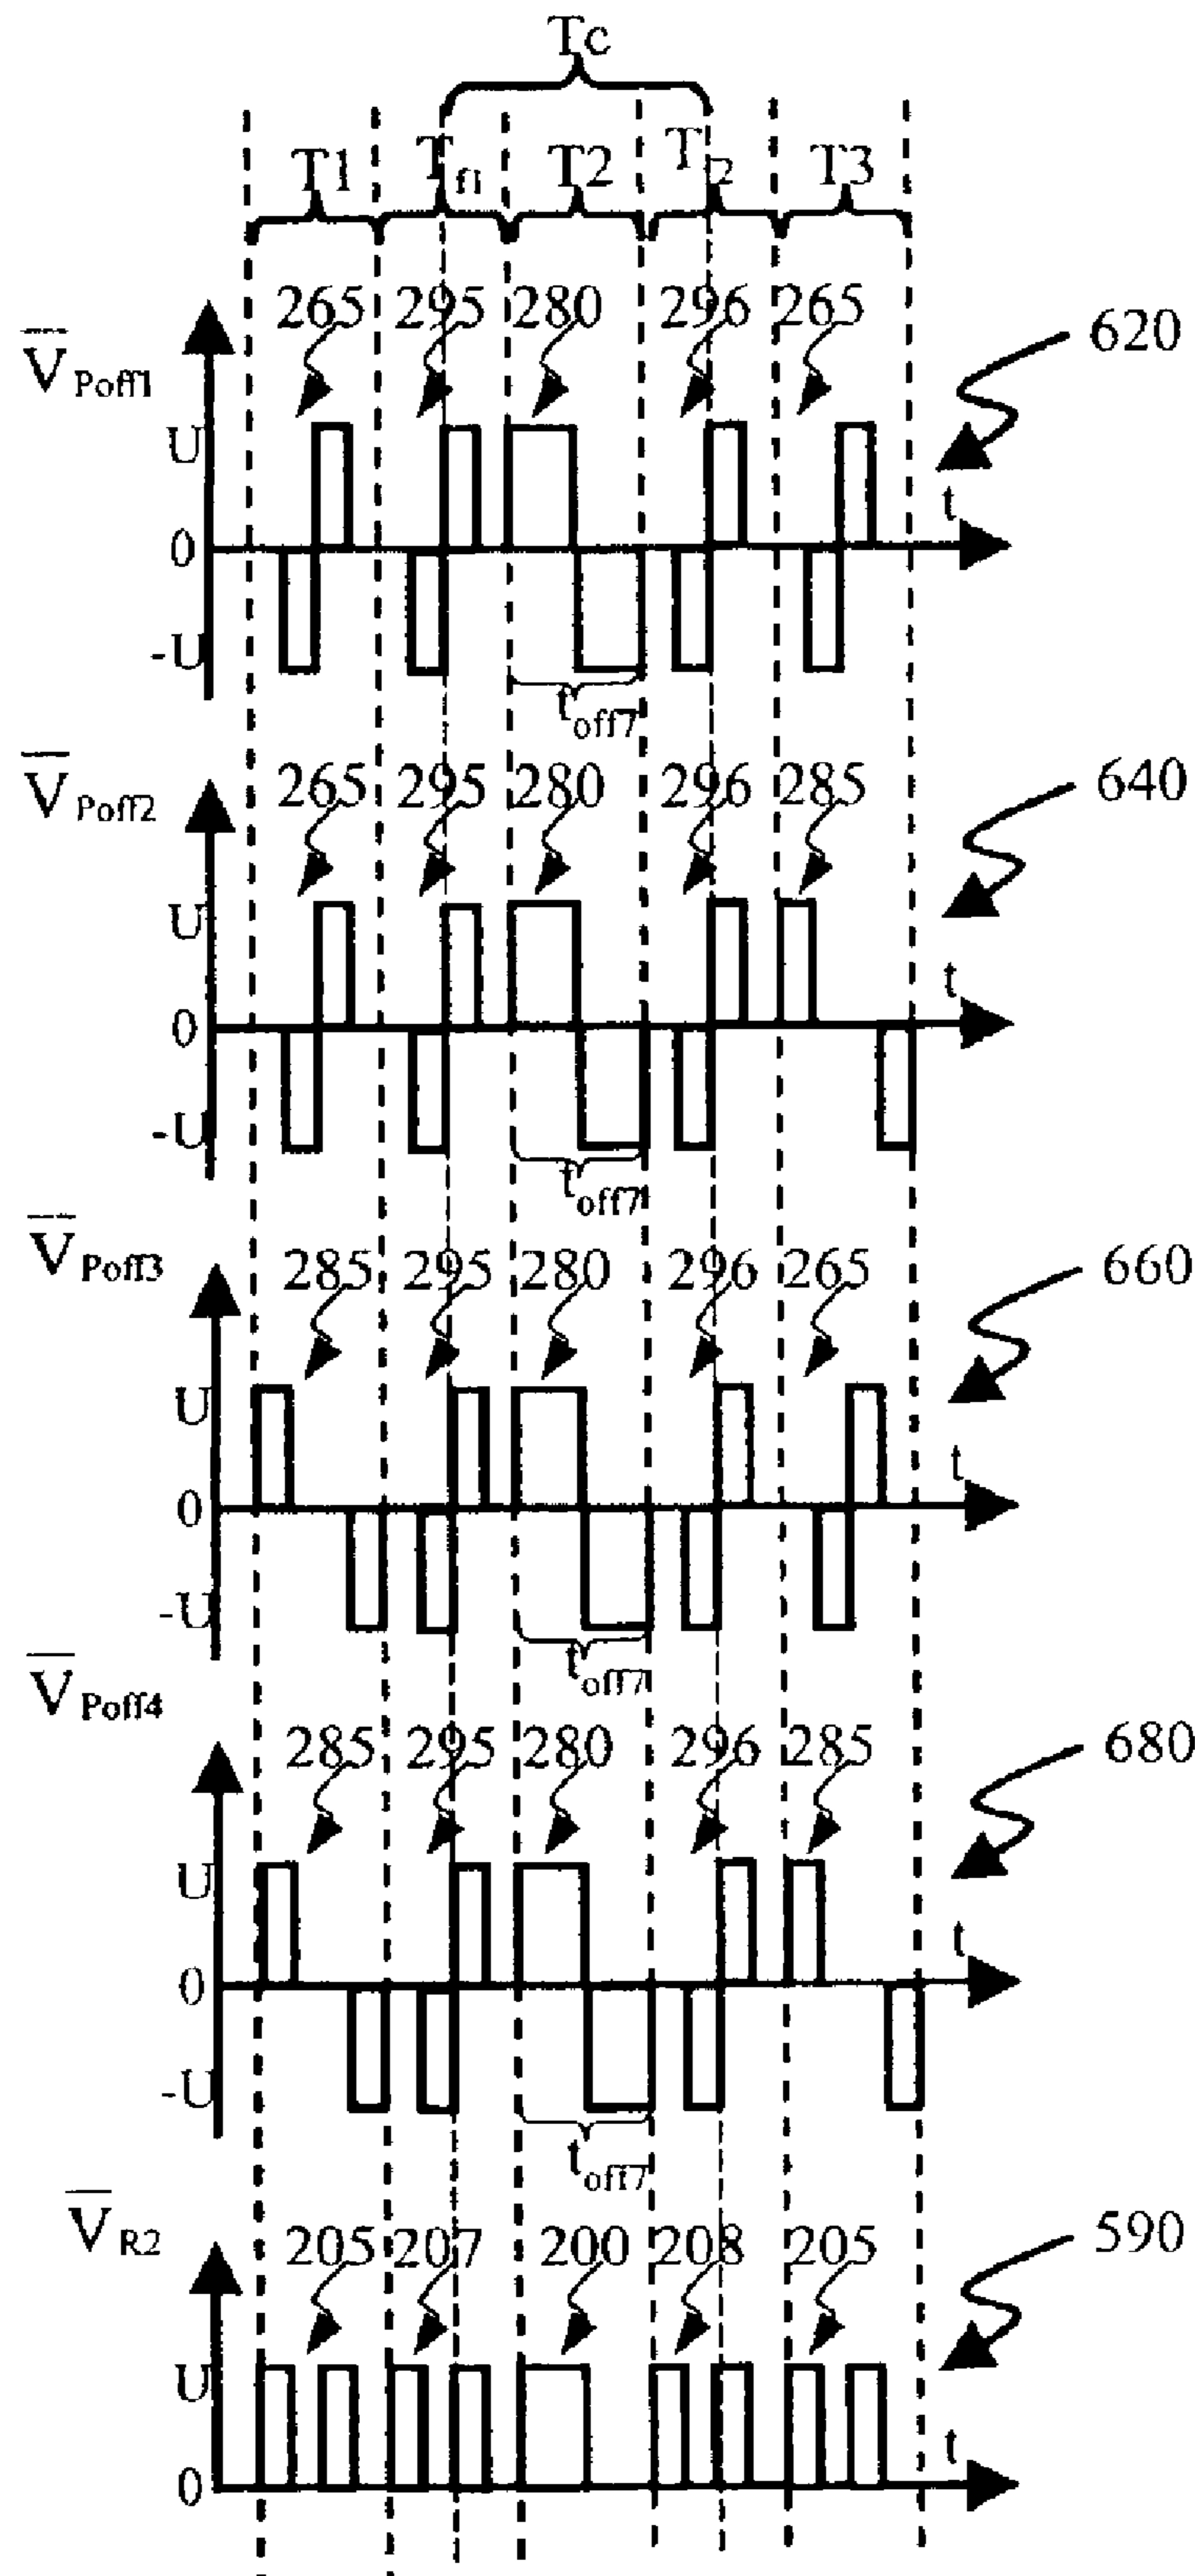 Tc
T1 Tf1 T2 Tf2 T3
265 295 280 296 265 620
V̅Poff1
U
t
0
-U
toff7
265 295 280 296 285 640
V̅Poff2
U
t
0
-U
toff7
285 295 280 296 265 660
V̅Poff3
U
t
0
-U
toff7
285 295 280 296 285 680
V̅Poff4
U
t
0
-U
toff7
205 207 200 208 205 590
V̅R2
U
t
0